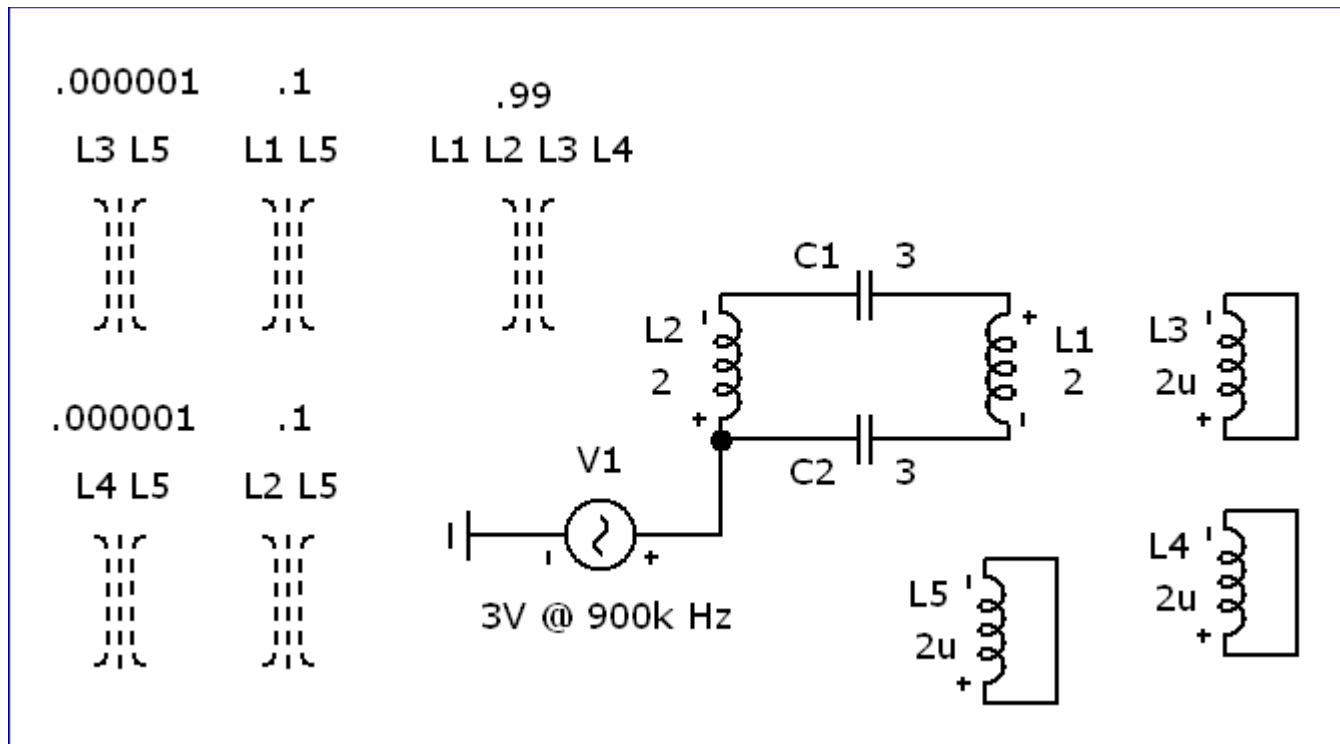 .000001 .1 .99
L3 L5 L1 L5 L1 L2 L3 L4
C1 3
L2
2
L1
2
L3
2u
.000001 .1
L4 L5 L2 L5
C2 3
V1
3V @ 900k Hz
L5
2u
L4
2u